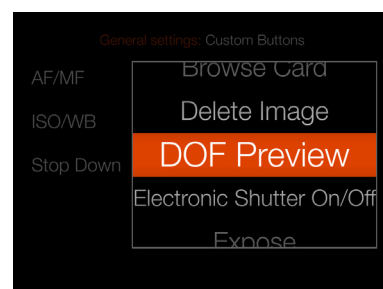 General settings: Custom Buttons
AF/MF
ISO/WB
Stop Down
Browse Card
Delete Image
DOF Preview
Electronic Shutter On/Off
Expose